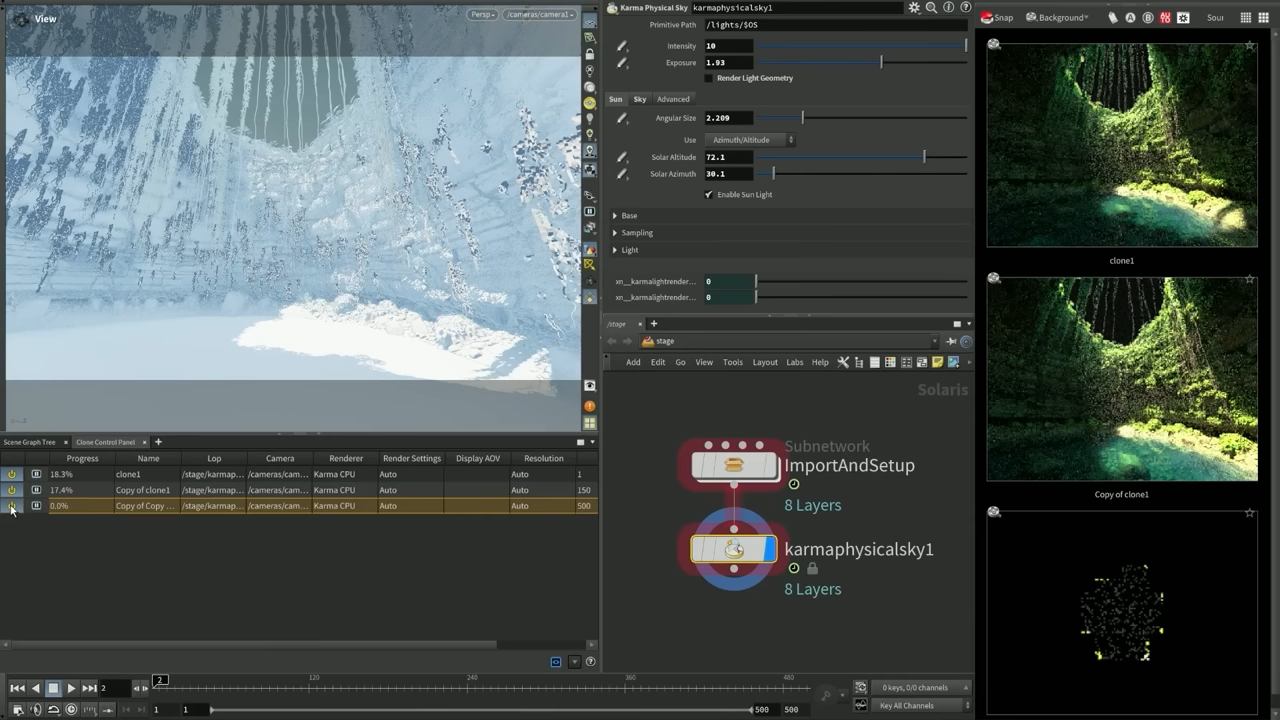 View
Persp
/cameras/camera1
Karma Physical Sky
karmaphysicalsky1
Primitive Path
/lights/$OS
Intensity
10
Exposure
1.93
Render Light Geometry
Sun
Sky
Advanced
Angular Size
2.209
Use
Azimuth/Altitude
Solar Altitude
72.1
Solar Azimuth
30.1
Enable Sun Light
Base
Sampling
Light
xn__karmalightrender...
0
xn__karmalightrender...
0
/stage
stage
Add
Edit
Go
View
Tools
Layout
Labs
Help
Solaris
Subnetwork
ImportAndSetup
8 Layers
karmaphysicalsky1
8 Layers
Snap
Background
A
B
Sour
clone1
Copy of clone1
Scene Graph Tree
Clone Control Panel
Progress Name Lop Camera Renderer Render Settings Display AOV Resolution
18.3% clone1 /stage/karmap... /cameras/cam... Karma CPU Auto Auto 1
17.4% Copy of clone1 /stage/karmap... /cameras/cam... Karma CPU Auto Auto 150
0.0% Copy of Copy ... /stage/karmap... /cameras/cam... Karma CPU Auto Auto 500
2
2
120
240
360
480
1
1
500
500
0 keys, 0/0 channels
Key All Channels